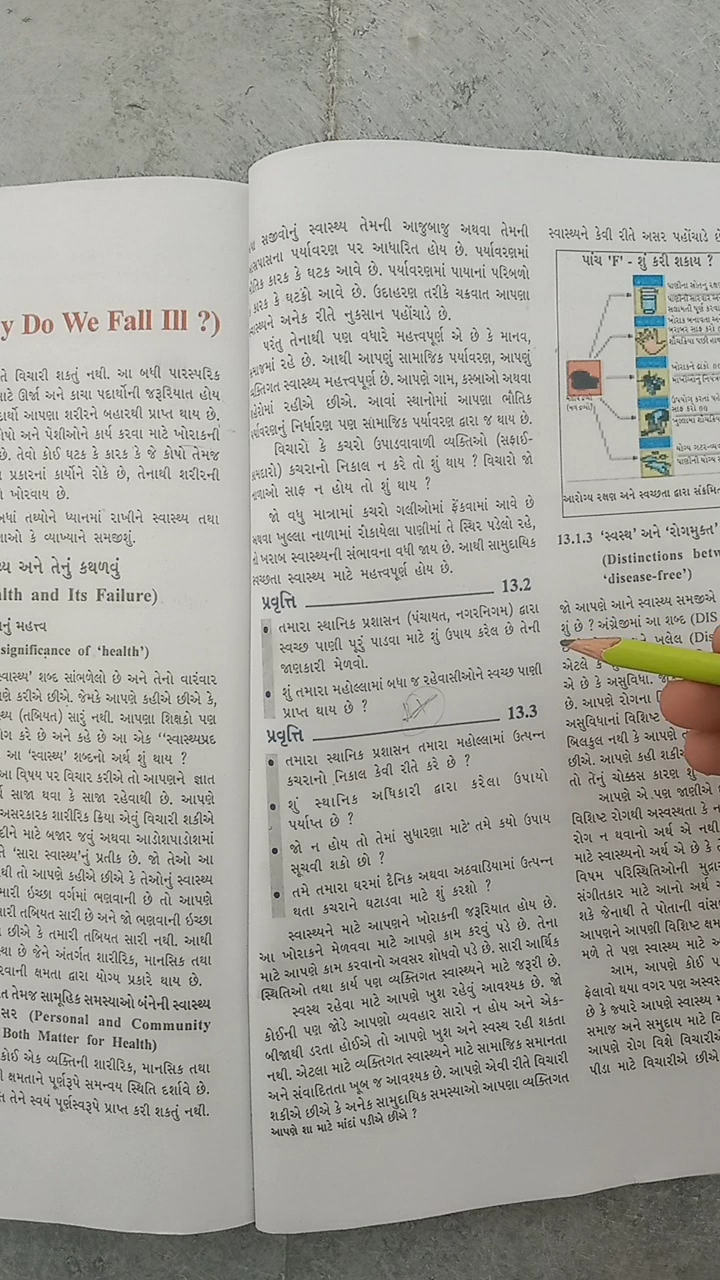 y Do We Fall Ill ?)
તે વિચારી શકતું નથી. આ બધી પારસ્પરિક
માટે ઊર્જા અને કાચા પદાર્થોની જરૂરિયાત હોય
દાર્થો આપણા શરીરને બહારથી પ્રાપ્ત થાય છે.
કોષો અને પેશીઓને કાર્ય કરવા માટે ખોરાકની
છે. તેવો કોઈ ઘટક કે કારક કે જે કોષો તેમજ
પ્રકારનાં કાર્યોને રોકે છે, તેનાથી શરીરની
ખોરવાય છે.
બધાં તથ્યોને ધ્યાનમાં રાખીને સ્વાસ્થ્ય તથા
કે વ્યાખ્યાને સમજીશું.
અને તેનું કથળવું
lth and Its Failure)
નું મહત્ત્વ
significance of 'health')
સ્વાસ્થ્ય' શબ્દ સાંભળેલો છે અને તેનો વારંવાર
કરીએ છીએ. જેમકે આપણે કહીએ છીએ કે,
(તબિયત) સારું નથી. આપણા શિક્ષકો પણ
કરે છે અને કહે છે આ એક "સ્વાસ્થ્યપ્રદ
આ 'સ્વાસ્થ્ય' શબ્દનો અર્થ શું થાય ?
આ વિષય પર વિચાર કરીએ તો આપણને જ્ઞાત
સાજા થવા કે સાજા રહેવાથી છે. આપણે
અસરકારક શારીરિક ક્રિયા એવું વિચારી શકીએ
દાદીને માટે બજાર જવું અથવા આડોશપાડોશમાં
તે 'સારા સ્વાસ્થ્ય'નું પ્રતીક છે. જો તેઓ આ
થી તો આપણે કહીએ છીએ કે તેઓનું સ્વાસ્થ્ય
મારી ઇચ્છા વર્ગમાં ભણવાની છે તો આપણે
મારી તબિયત સારી છે અને જો ભણવાની ઇચ્છા
છીએ કે તમારી તબિયત સારી નથી. આથી
છે જેને અંતર્ગત શારીરિક, માનસિક તથા
કરવાની ક્ષમતા દ્વારા યોગ્ય પ્રકારે થાય છે.
તેમજ સામૂહિક સમસ્યાઓ બંનેની સ્વાસ્થ્ય
સર (Personal and Community
Both Matter for Health)
કોઈ એક વ્યક્તિની શારીરિક, માનસિક તથા
ક્ષમતાને પૂર્ણરૂપે સમન્વય સ્થિતિ દર્શાવે છે.
તેને સ્વયં પૂર્ણસ્વરૂપે પ્રાપ્ત કરી શકતું નથી.
સજીવોનું સ્વાસ્થ્ય તેમની આજુબાજુ અથવા તેમની
આસપાસના પર્યાવરણ પર આધારિત હોય છે. પર્યાવરણમાં
ભૌતિક કારક કે ઘટક આવે છે. પર્યાવરણમાં પાયાનાં પરિબળો
કારક કે ઘટકો આવે છે. ઉદાહરણ તરીકે ચક્રવાત આપણા
સ્વાસ્થ્યને અનેક રીતે નુકસાન પહોંચાડે છે.
પરંતુ તેનાથી પણ વધારે મહત્ત્વપૂર્ણ એ છે કે માનવ,
સમાજમાં રહે છે. આથી આપણું સામાજિક પર્યાવરણ, આપણું
વ્યક્તિગત સ્વાસ્થ્ય મહત્ત્વપૂર્ણ છે. આપણે ગામ, કસ્બાઓ અથવા
શહેરોમાં રહીએ છીએ. આવાં સ્થાનોમાં આપણા ભૌતિક
પર્યાવરણનું નિર્ધારણ પણ સામાજિક પર્યાવરણ દ્વારા જ થાય છે.
વિચારો કે કચરો ઉપાડવાવાળી વ્યક્તિઓ (સફાઈ-
કામદારો) કચરાનો નિકાલ ન કરે તો શું થાય ? વિચારો જો
નાળાઓ સાફ ન હોય તો શું થાય ?
જો વધુ માત્રામાં કચરો ગલીઓમાં ફેંકવામાં આવે છે
અથવા ખુલ્લા નાળામાં રોકાયેલા પાણીમાં તે સ્થિર પડેલો રહે,
તો ખરાબ સ્વાસ્થ્યની સંભાવના વધી જાય છે. આથી સામુદાયિક
સ્વચ્છતા સ્વાસ્થ્ય માટે મહત્ત્વપૂર્ણ હોય છે.
પ્રવૃત્તિ 13.2
• તમારા સ્થાનિક પ્રશાસન (પંચાયત, નગરનિગમ) દ્વારા
સ્વચ્છ પાણી પૂરું પાડવા માટે શું ઉપાય કરેલ છે તેની
જાણકારી મેળવો.
• શું તમારા મહોલ્લામાં બધા જ રહેવાસીઓને સ્વચ્છ પાણી
પ્રાપ્ત થાય છે ?
પ્રવૃત્તિ 13.3
• તમારા સ્થાનિક પ્રશાસન તમારા મહોલ્લામાં ઉત્પન્ન
કચરાનો નિકાલ કેવી રીતે કરે છે ?
• શું સ્થાનિક અધિકારી દ્વારા કરેલા ઉપાયો
પર્યાપ્ત છે ?
• જો ન હોય તો તેમાં સુધારણા માટે તમે કયો ઉપાય
સૂચવી શકો છો ?
• તમે તમારા ઘરમાં દૈનિક અથવા અઠવાડિયામાં ઉત્પન્ન
થતા કચરાને ઘટાડવા માટે શું કરશો ?
સ્વાસ્થ્યને માટે આપણને ખોરાકની જરૂરિયાત હોય છે.
આ ખોરાકને મેળવવા માટે આપણે કામ કરવું પડે છે. તેના
માટે આપણે કામ કરવાનો અવસર શોધવો પડે છે. સારી આર્થિક
સ્થિતિઓ તથા કાર્ય પણ વ્યક્તિગત સ્વાસ્થ્યને માટે જરૂરી છે.
સ્વસ્થ રહેવા માટે આપણે ખુશ રહેવું આવશ્યક છે. જો
કોઈની પણ જોડે આપણો વ્યવહાર સારો ન હોય અને એક-
બીજાથી ડરતા હોઈએ તો આપણે ખુશ અને સ્વસ્થ રહી શકતા
નથી. એટલા માટે વ્યક્તિગત સ્વાસ્થ્યને માટે સામાજિક સમાનતા
અને સંવાદિતતા ખૂબ જ આવશ્યક છે. આપણે એવી રીતે વિચારી
શકીએ છીએ કે અનેક સામુદાયિક સમસ્યાઓ આપણા વ્યક્તિગત
આપણે શા માટે માંદાં પડીએ છીએ ?
સ્વાસ્થ્યને કેવી રીતે અસર પહોંચાડે છે
પાંચ 'F' - શું કરી શકાય ?
આરોગ્ય રક્ષણ અને સ્વચ્છતા દ્વારા સંક્રમિ
13.1.3 'સ્વસ્થ' અને 'રોગમુક્ત'
(Distinctions betw
'disease-free')
જો આપણે આને સ્વાસ્થ્ય સમજીએ
શું છે ? અંગ્રેજીમાં આ શબ્દ (DIS
ખલેલ (Dis
એટલે કે
એ છે કે અસુવિધા.
છે. આપણે રોગના
અસુવિધાનાં વિશિષ્ટ
બિલકુલ નથી કે આપણે
છીએ. આપણે કહી શકી
તો તેનું ચોક્કસ કારણ શું
આપણે એ પણ જાણીએ
વિશિષ્ટ રોગથી અસ્વસ્થતા કે ન
રોગ ન થવાનો અર્થ એ નથી
માટે સ્વાસ્થ્યનો અર્થ એ છે કે
વિષમ પરિસ્થિતિઓની
સંગીતકાર માટે આનો અર્થ
શકે જેનાથી તે પોતાની
આપણને આપણી વિશિષ્ટ ક્ષમ
મળે તે પણ સ્વાસ્થ્ય માટે
આમ, આપણે કોઈ પ
ફેલાવો થયા વગર પણ અસ્વ
છે કે જ્યારે આપણે સ્વાસ્થ્ય
સમાજ અને સમુદાય માટે
આપણે રોગ વિશે વિચારી
પીડા માટે વિચારીએ છીએ